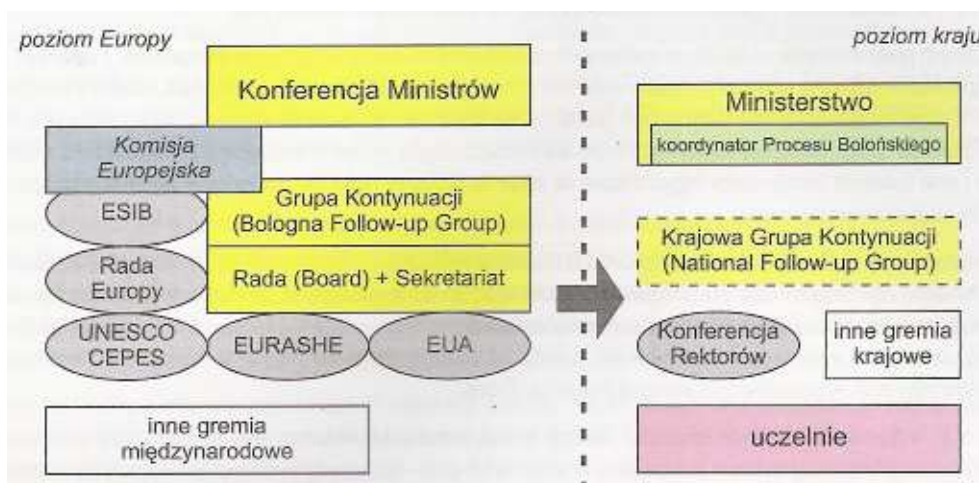 poziom Europy
Konferencja Ministrów
Komisja
Europejska
ESIB
Grupa Kontynuacji
(Bologna Follow-up Group)
Rada
Europy
Rada (Board) + Sekretariat
UNESCO
CEPES
EURASHE
EUA
inne gremia
międzynarodowe
poziom kraju
Ministerstwo
koordynator Procesu Bolońskiego
Krajowa Grupa Kontynuacji
(National Follow-up Group)
Konferencja
Rektorów
inne gremia
krajowe
uczelnie